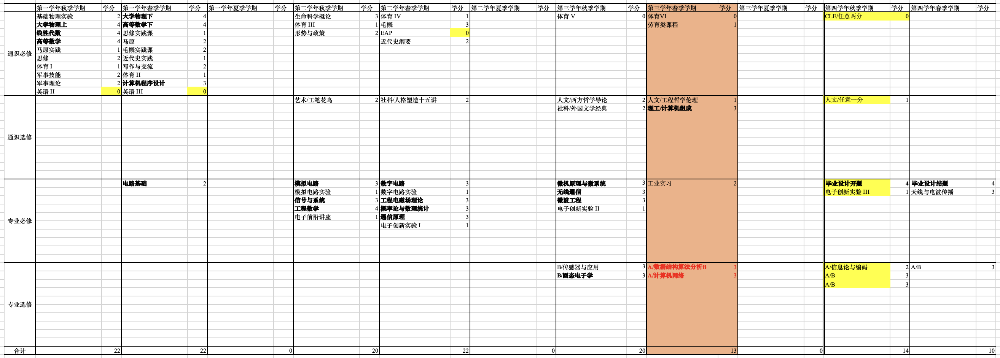 第一学年秋季学期 学分 第一学年春季学期 学分 第一学年夏季学期 学分 第二学年秋季学期 学分 第二学年春季学期 学分 第二学年夏季学期 学分 第三学年秋季学期 学分 第三学年春季学期 学分 第三学年夏季学期 学分 第四学年秋季学期 学分 第四学年春季学期 学分
基础物理实验 2 大学物理下 4 生命科学概论 3 体育 IV 1 体育 V 0 体育VI 0 CLE/任意两分 0
大学物理上 4 高等数学下 4 体育 III 1 毛概 3 劳育类课程 1
线性代数 4 思修实践课 1 形势与政策 2 EAP 0
高等数学 4 马原 2 近代史纲要 2
马原实践 1 毛概实践课 2
通识必修
思修 2 近代史实践 1
体育 I 1 写作与交流 2
军事技能 2 体育 II 1
军事理论 2 计算机程序设计 3
英语 II 0 英语 III 0
艺术/工笔花鸟 2 社科/人格塑造十五讲 2 人文/西方哲学导论 2 人文/工程哲学伦理 1 人文/任意一分 1
社科/外国文学经典 2 理工/计算机组成 3
通识选修
电路基础 2 模拟电路 3 数字电路 3 微机原理与微系统 3 工业实习 2 毕业设计开题 4 毕业设计结题 4
模拟电路实验 1 数字电路实验 1 无线通信 3 电子创新实验 III 1 天线与电波传播 3
信号与系统 3 工程电磁场理论 3 微波工程 3
工程数学 4 概率论与数理统计 3 电子创新实验 II 1
电子前沿讲座 1 通信原理 3
专业必修
电子创新实验 I 1
B/传感器与应用 3 A/数据结构算法分析B 3 A/信息论与编码 2 A/B 3
B/固态电子学 3 A/计算机网络 3 A/B 3
A/B 3
专业选修
合计 22 22 0 20 22 0 20 13 0 14 10